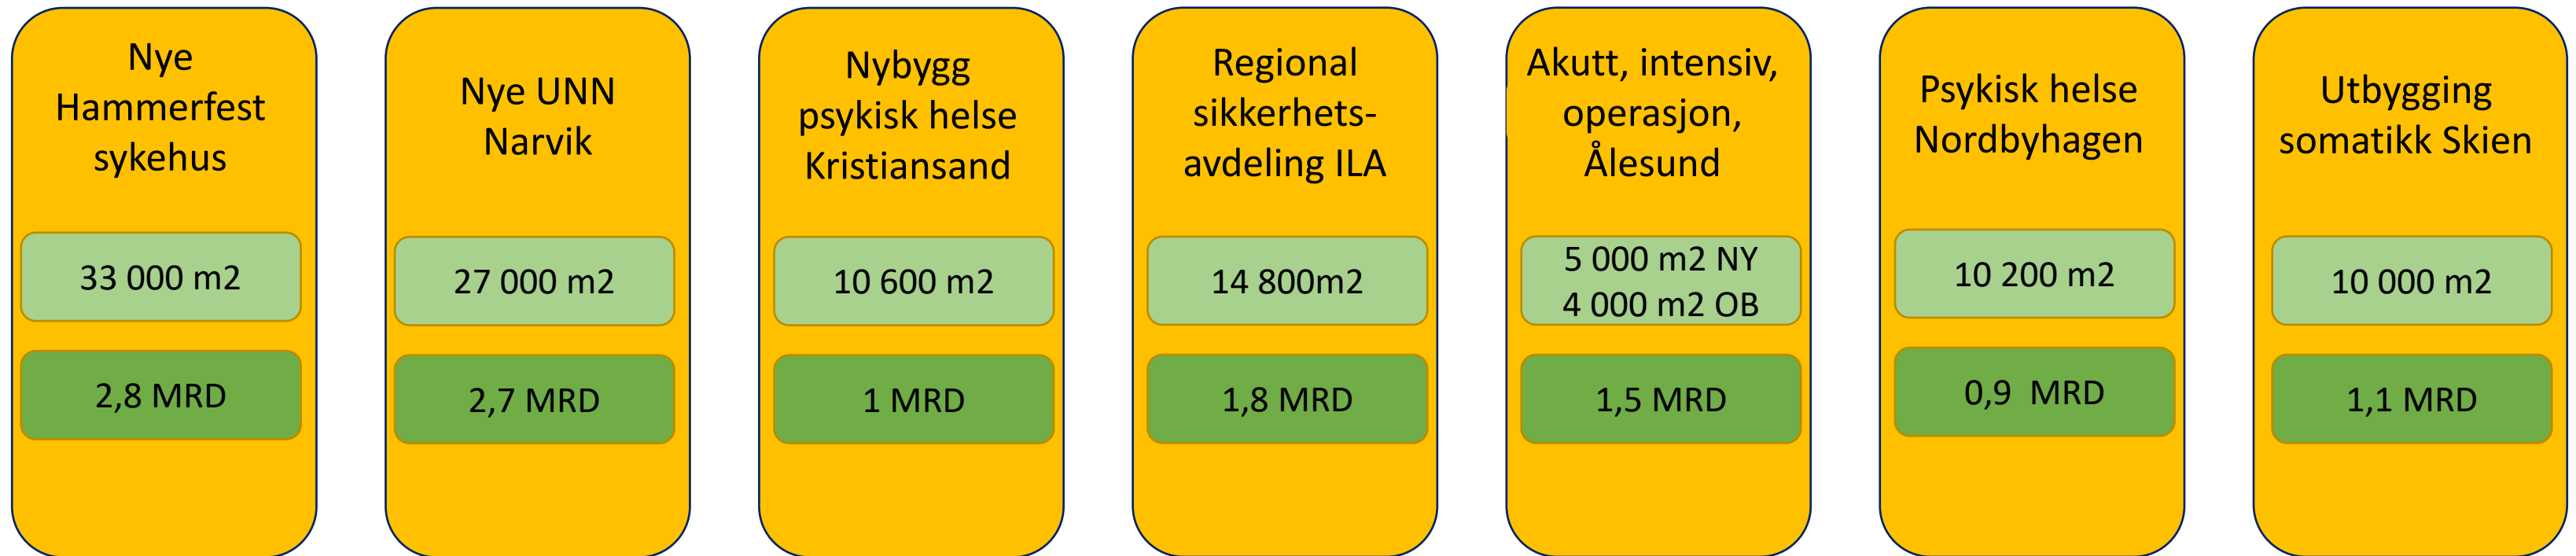 Nye
Hammerfest
sykehus
33 000 m2
2,8 MRD
Nye UNN
Narvik
27 000 m2
2,7 MRD
Nybygg
psykisk helse
Kristiansand
10 600 m2
1 MRD
Regional
sikkerhets-
avdeling ILA
14 800m2
1,8 MRD
Akutt, intensiv,
operasjon,
Ålesund
5 000 m2 NY
4 000 m2 OB
1,5 MRD
Psykisk helse
Nordbyhagen
10 200 m2
0,9  MRD
Utbygging
somatikk Skien
10 000 m2
1,1 MRD